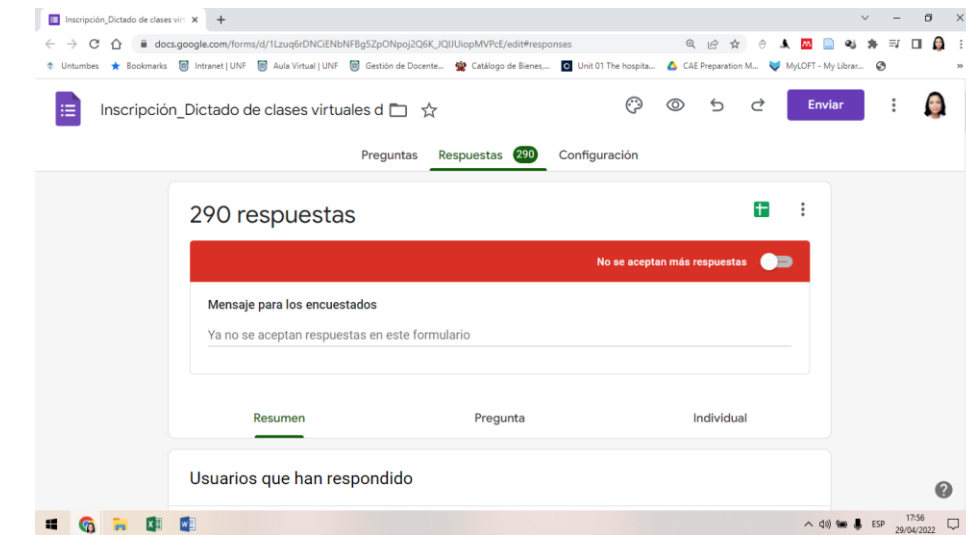 Inscripción_Dictado de clases virt
docs.google.com/forms/d/1Lzuq6rDNCiENbNFBgSZpONpoj2Q6K_JQlJUiopMVPcE/edit#responses
Untumbes Bookmarks Intranet | UNF Aula Virtual | UNF Gestión de Docente... Catálogo de Bienes,... Unit 01 The hospita... CAE Preparation M... MyLOFT - My Librar...
Inscripción_Dictado de clases virtuales d
Enviar
Preguntas Respuestas 290 Configuración
290 respuestas
No se aceptan más respuestas
Mensaje para los encuestados
Ya no se aceptan respuestas en este formulario
Resumen Pregunta Individual
Usuarios que han respondido
ESP 17:56
29/04/2022